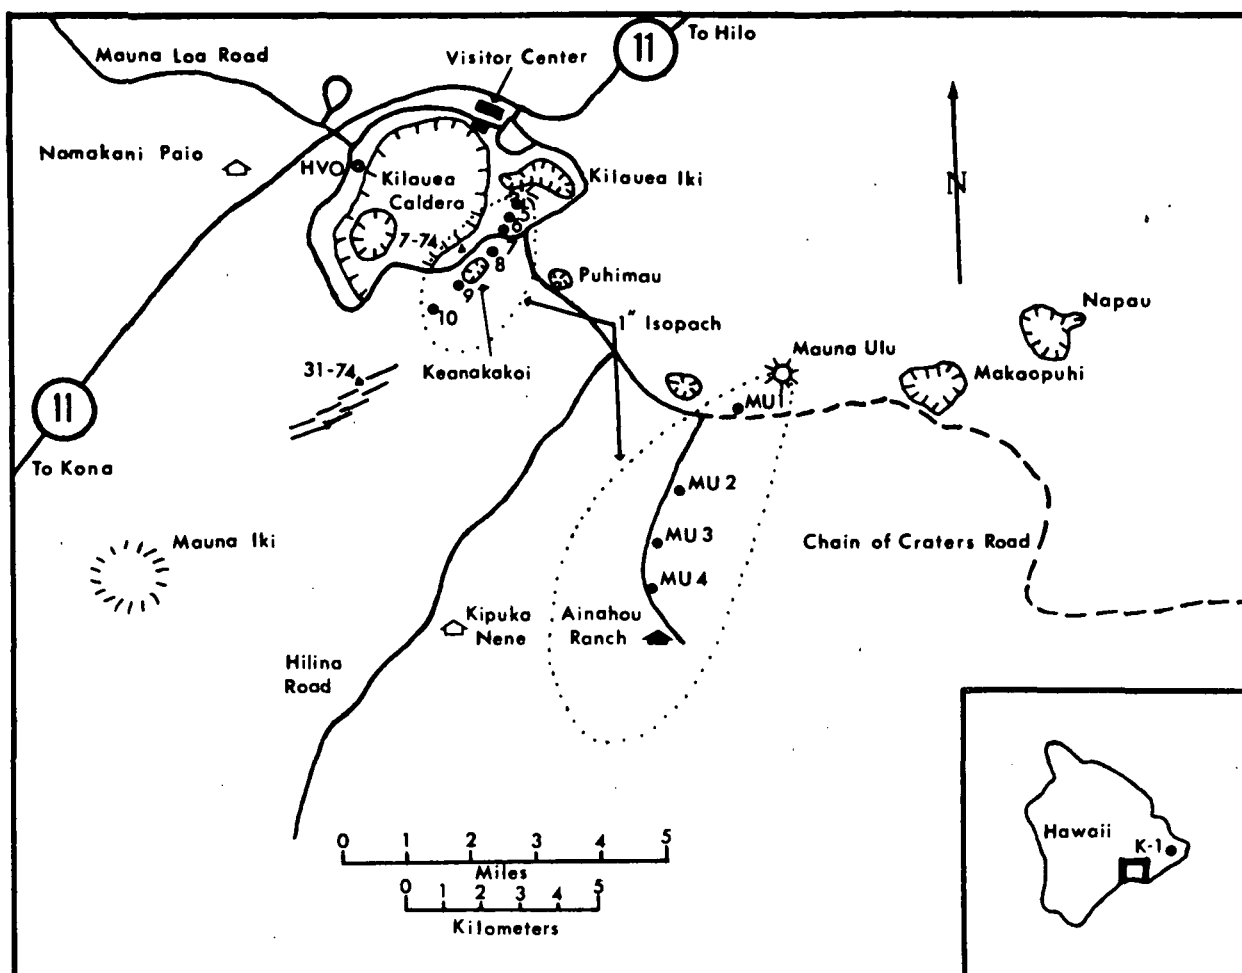 11
To Hilo
Mauna Loa Road
Visitor Center
Namakani Paio
HVO
Kilauea
Caldera
Kilauea Iki
N
5
6
7
7-74
8
9
10
Puhimau
1" Isopach
Napau
Mauna Ulu
Makaopuhi
31-74
Keanakakoi
MU 1
11
To Kona
MU 2
Mauna Iki
MU 3
Chain of Craters Road
MU 4
Kipuka
Nene
Ainahou
Ranch
Hilina
Road
0 1 2 3 4 5
Miles
0 1 2 3 4 5
Kilometers
Hawaii
K-1